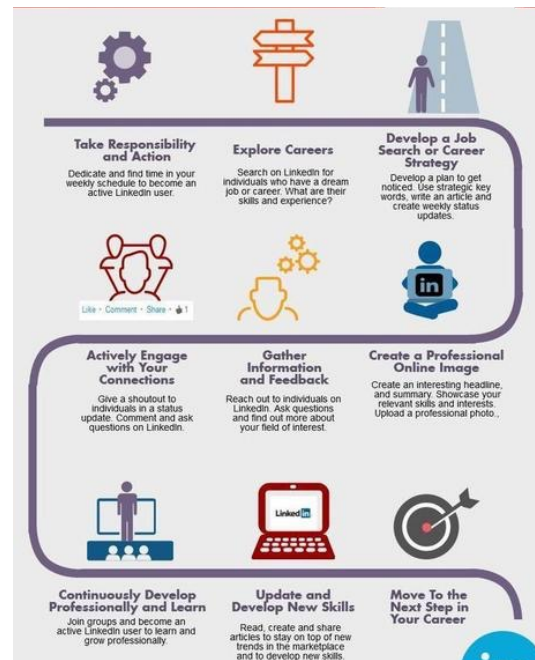 Take Responsibility
and Action
Dedicate and find time in your
weekly schedule to become an
active LinkedIn user.
Explore Careers
Search on LinkedIn for
individuals who have a dream
job or career. What are their
skills and experience?
Develop a Job
Search or Career
Strategy
Develop a plan to get
noticed. Use strategic key
words, write an article and
create weekly status
updates.
Like · Comment · Share · 1
in
Actively Engage
with Your
Connections
Give a shoutout to
individuals in a status
update. Comment and ask
questions on LinkedIn.
Gather
Information
and Feedback
Reach out to individuals on
LinkedIn. Ask questions
and find out more about
your field of interest.
Create a Professional
Online Image
Create an interesting headline,
and summary. Showcase your
relevant skills and interests.
Upload a professional photo.,
Linked in
Continuously Develop
Professionally and Learn
Join groups and become an
active LinkedIn user to learn and
grow professionally.
Update and
Develop New Skills
Read, create and share
articles to stay on top of new
trends in the marketplace
and to develop new skills.
Move To the
Next Step in
Your Career